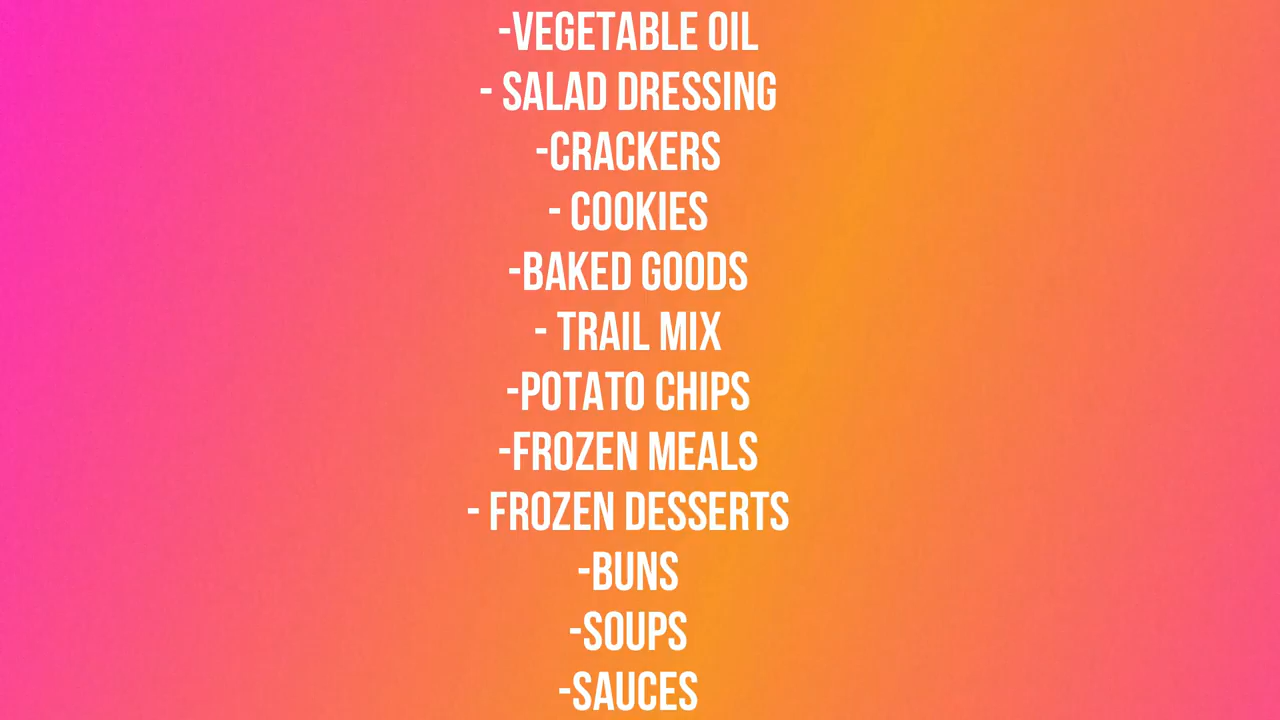 -VEGETABLE OIL
- SALAD DRESSING
-CRACKERS
- COOKIES
-BAKED GOODS
- TRAIL MIX
-POTATO CHIPS
-FROZEN MEALS
- FROZEN DESSERTS
-BUNS
-SOUPS
-SAUCES